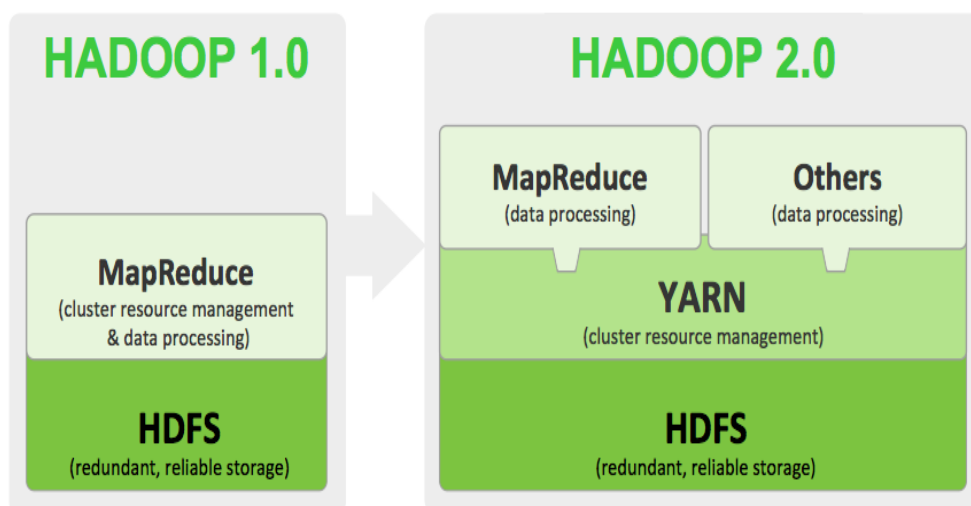 HADOOP 1.0
MapReduce
(cluster resource management
& data processing)
HDFS
(redundant, reliable storage)
HADOOP 2.0
MapReduce
(data processing)
Others
(data processing)
YARN
(cluster resource management)
HDFS
(redundant, reliable storage)